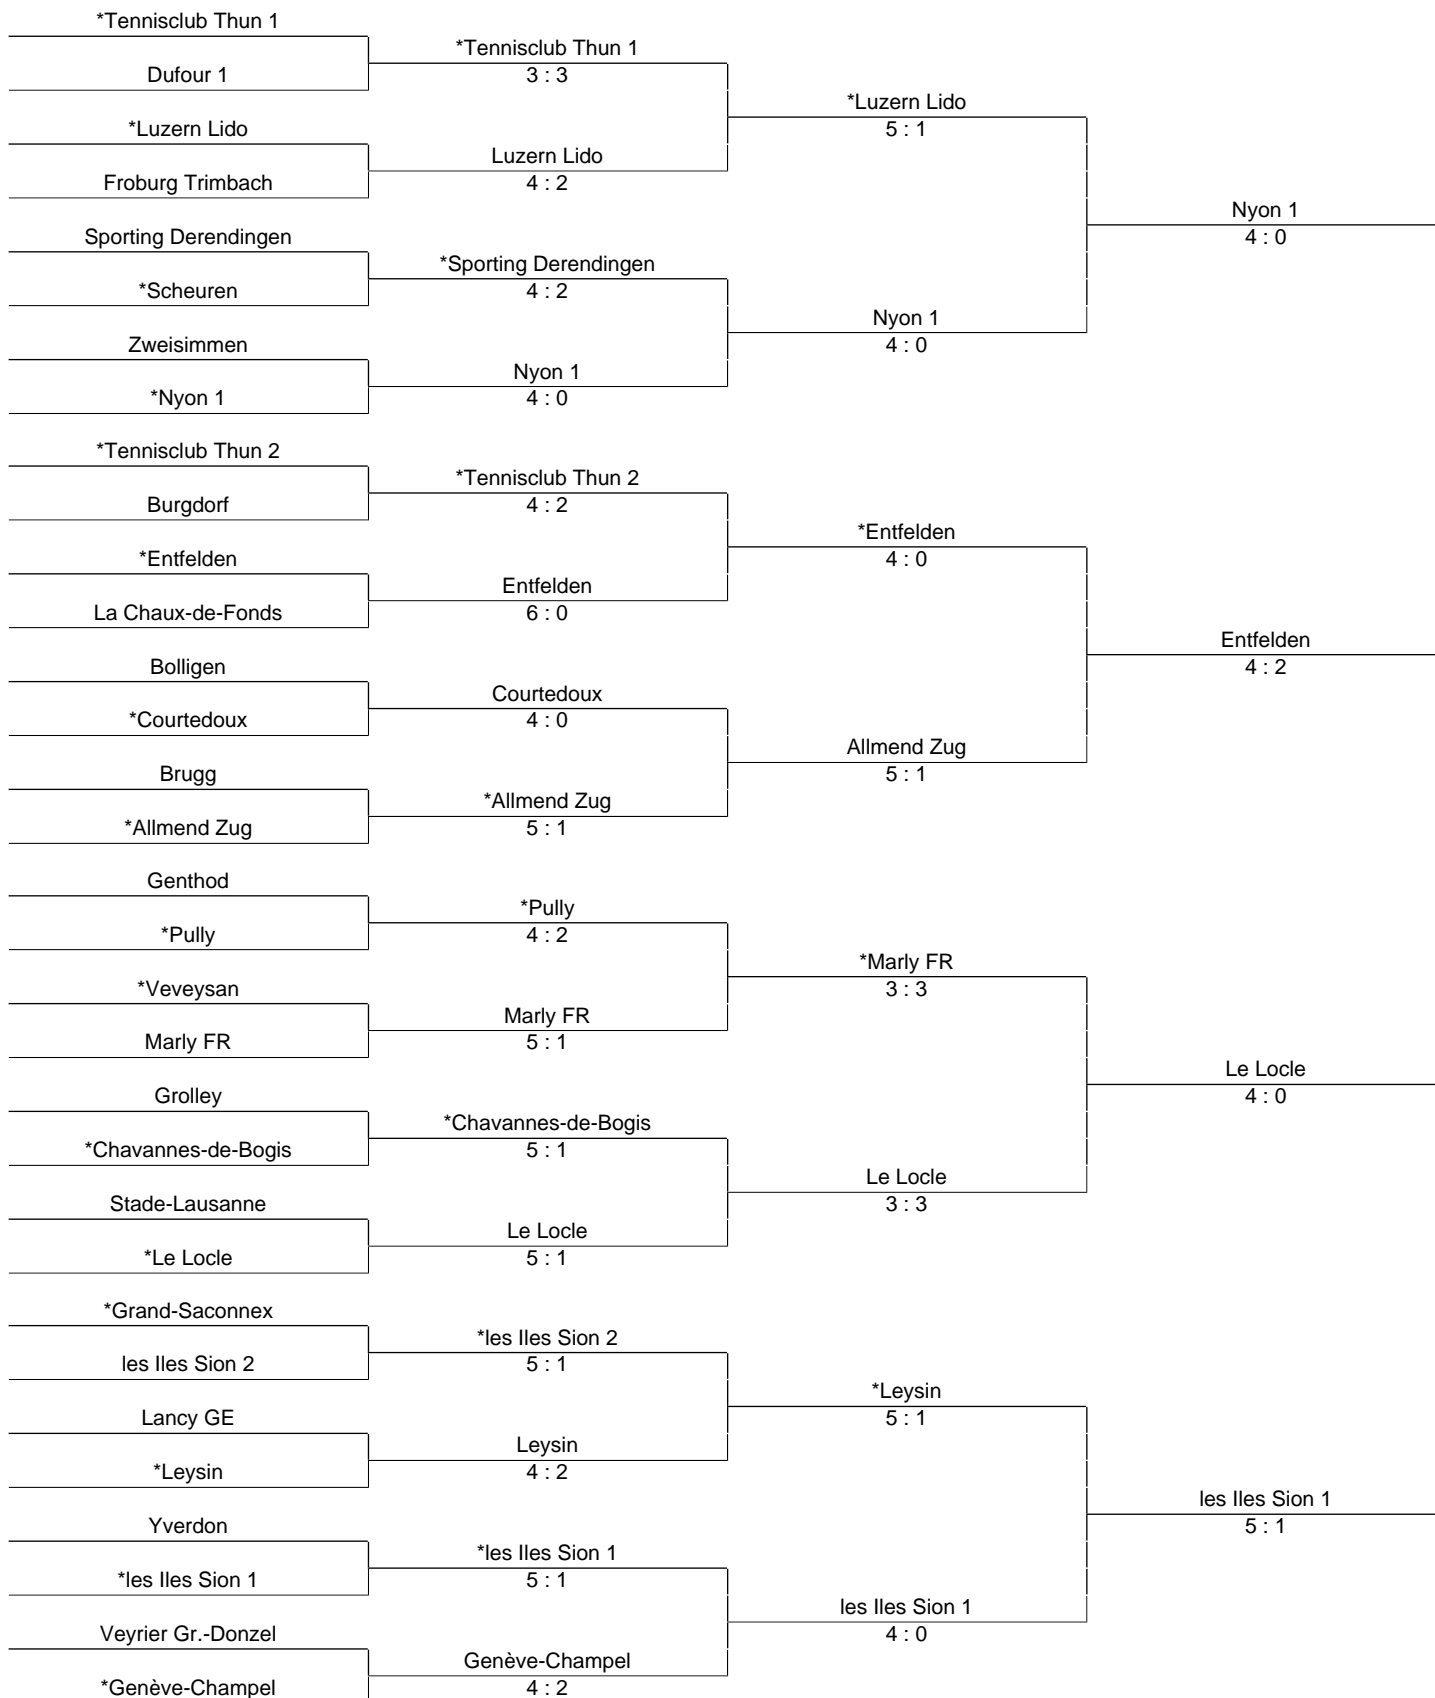 *Tennisclub Thun 1
Dufour 1
*Luzern Lido
Froburg Trimbach
Sporting Derendingen
*Scheuren
Zweisimmen
*Nyon 1
*Tennisclub Thun 2
Burgdorf
*Entfelden
La Chaux-de-Fonds
Bolligen
*Courtedoux
Brugg
*Allmend Zug
Genthod
*Pully
*Veveysan
Marly FR
Grolley
*Chavannes-de-Bogis
Stade-Lausanne
*Le Locle
*Grand-Saconnex
les Iles Sion 2
Lancy GE
*Leysin
Yverdon
*les Iles Sion 1
Veyrier Gr.-Donzel
*Genève-Champel
*Tennisclub Thun 1
3 : 3
Luzern Lido
4 : 2
*Sporting Derendingen
4 : 2
Nyon 1
4 : 0
*Tennisclub Thun 2
4 : 2
Entfelden
6 : 0
Courtedoux
4 : 0
*Allmend Zug
5 : 1
*Pully
4 : 2
Marly FR
5 : 1
*Chavannes-de-Bogis
5 : 1
Le Locle
5 : 1
*les Iles Sion 2
5 : 1
Leysin
4 : 2
*les Iles Sion 1
5 : 1
Genève-Champel
4 : 2
*Luzern Lido
5 : 1
Nyon 1
4 : 0
*Entfelden
4 : 0
Allmend Zug
5 : 1
*Marly FR
3 : 3
Le Locle
3 : 3
*Leysin
5 : 1
les Iles Sion 1
4 : 0
Nyon 1
4 : 0
Entfelden
4 : 2
Le Locle
4 : 0
les Iles Sion 1
5 : 1